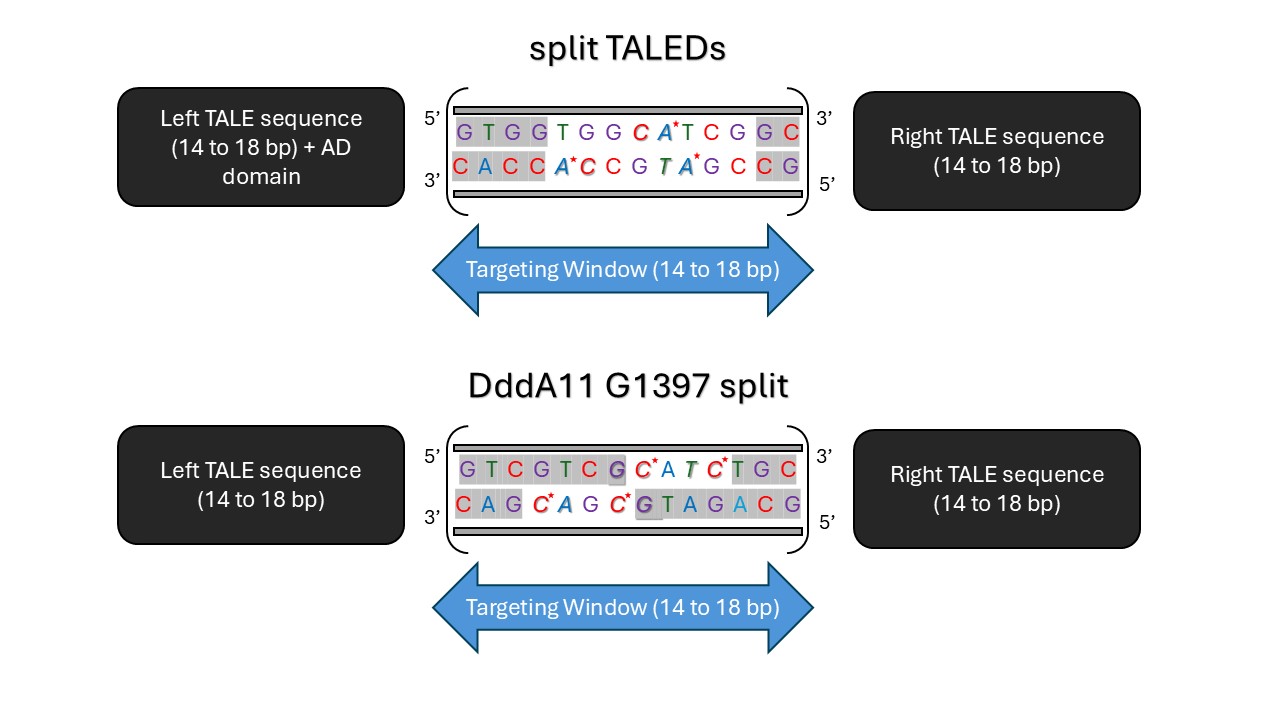 split TALEDs
Left TALE sequence
(14 to 18 bp) + AD
domain
5’
3’
G T G G T G G C A*T C G G C
C A C C A*C C G T A*G C C G
3’
5’
Right TALE sequence
(14 to 18 bp)
Targeting Window (14 to 18 bp)
DddA11 G1397 split
Left TALE sequence
(14 to 18 bp)
5’
3’
G T C G T C G C*A T C*T G C
C A G C*A G C*G T A G A C G
3’
5’
Right TALE sequence
(14 to 18 bp)
Targeting Window (14 to 18 bp)